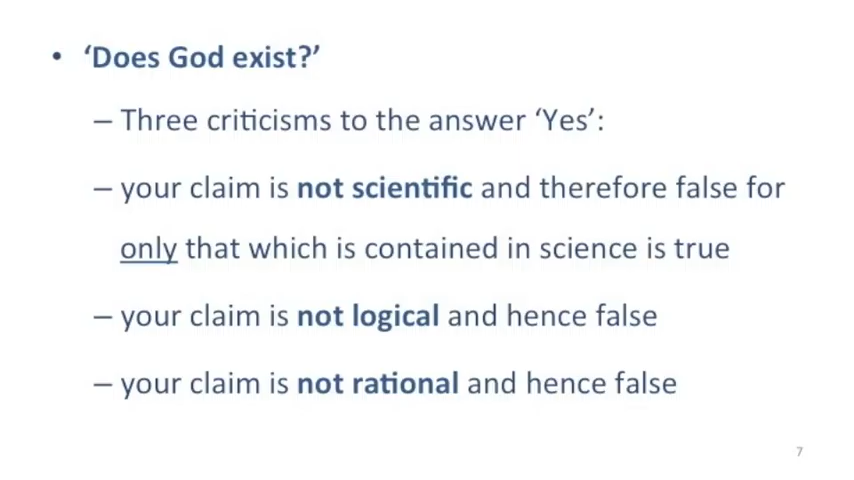 • ‘Does God exist?’
– Three criticisms to the answer ‘Yes’:
– your claim is not scientific and therefore false for
only that which is contained in science is true
– your claim is not logical and hence false
– your claim is not rational and hence false
7